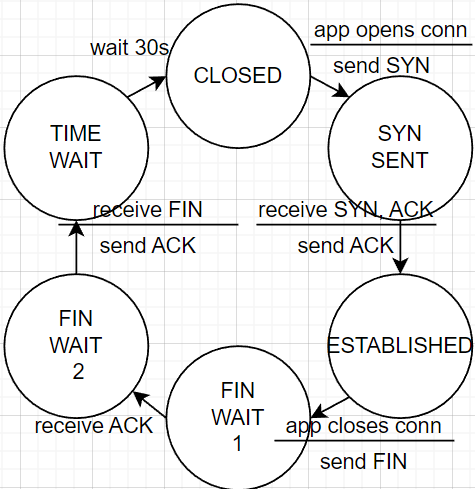 app opens conn
wait 30s
CLOSED
send SYN
TIME
WAIT
SYN
SENT
receive FIN
send ACK
receive SYN, ACK
send ACK
FIN
WAIT
2
ESTABLISHED
FIN
WAIT
1
receive ACK
app closes conn
send FIN